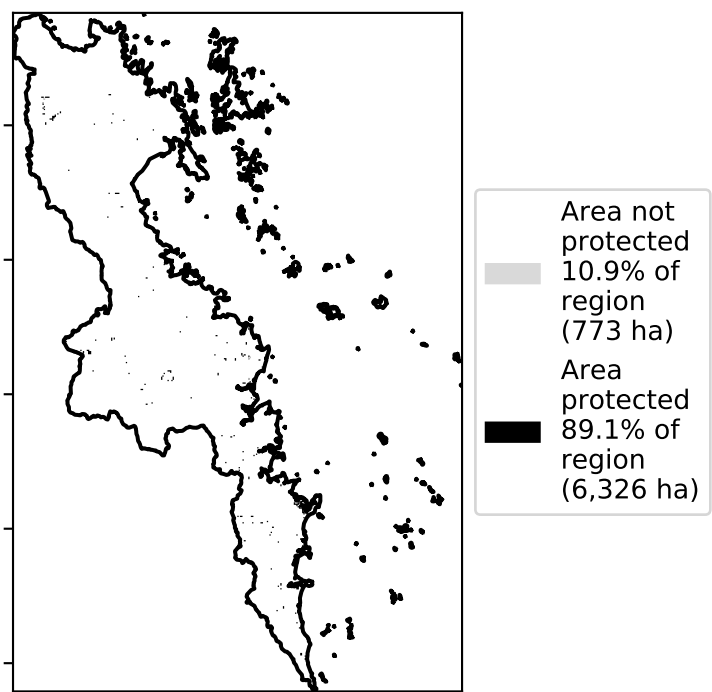 Area not
protected
10.9% of
region
(773 ha)
Area
protected
89.1% of
region
(6,326 ha)